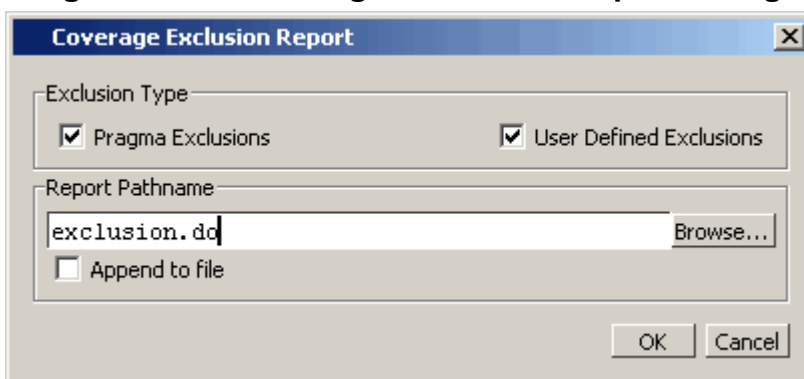 Coverage Exclusion Report
Exclusion Type
Pragma Exclusions User Defined Exclusions
Report Pathname
exclusion.do Browse...
Append to file
OK Cancel